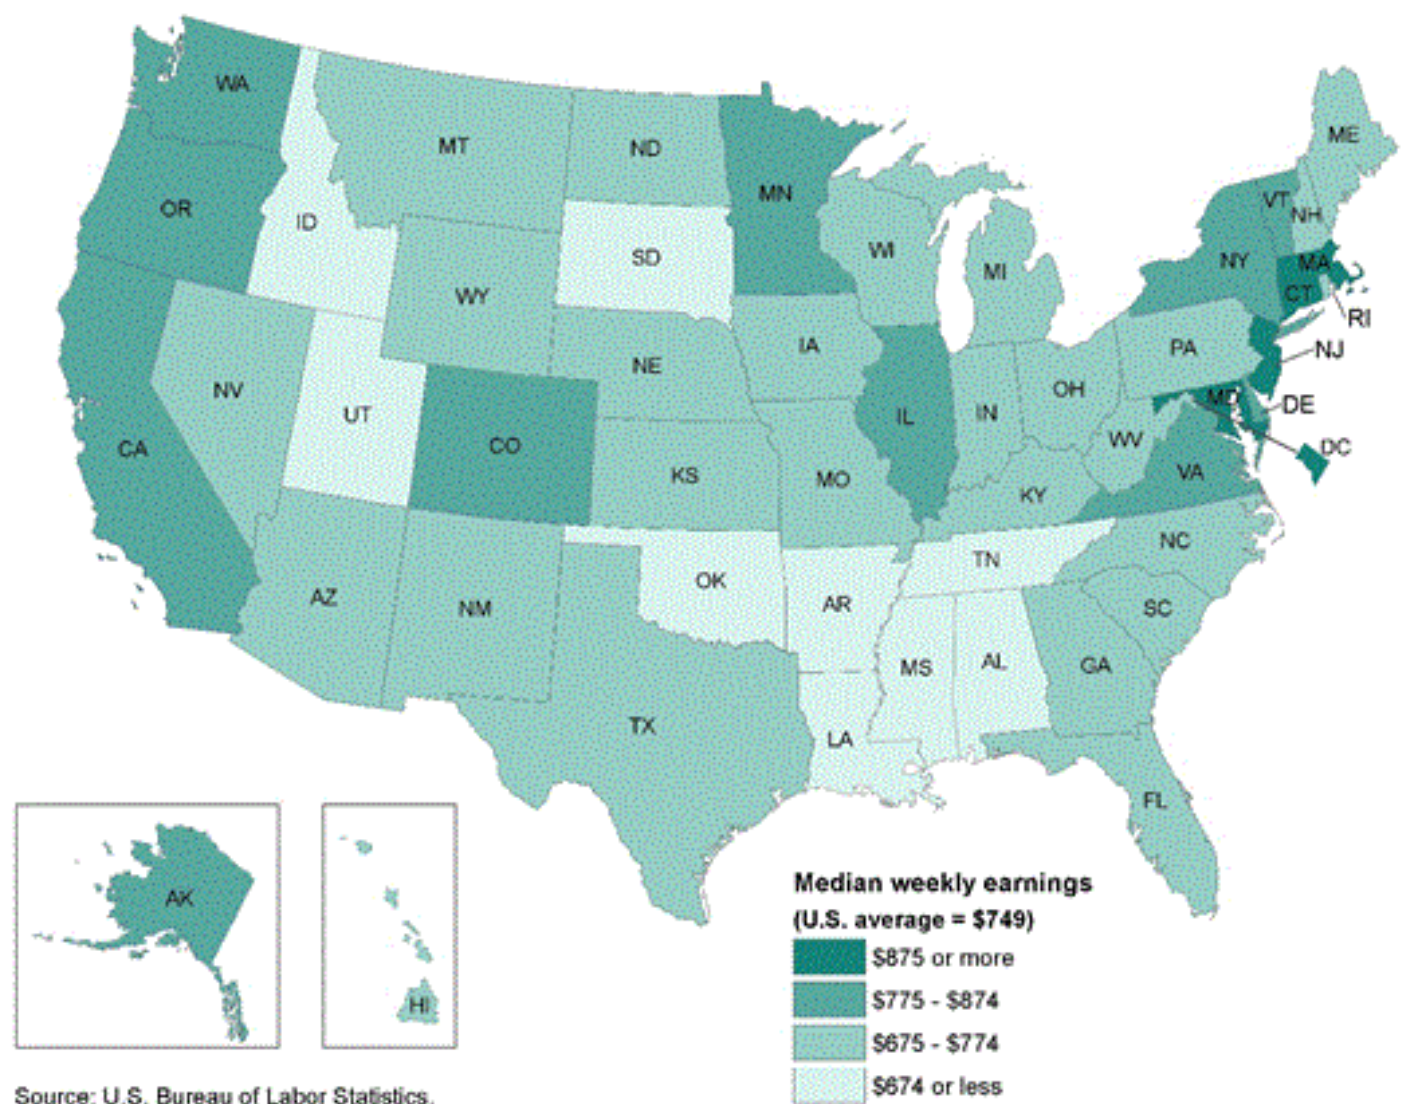 WA
MT
ND
MN
ME
OR
ID
SD
WI
MI
VT
NH
NY
MA
CT
RI
WY
IA
NE
PA
NJ
NV
UT
CO
IL
IN
OH
MD
DE
CA
KS
MO
WV
VA
DC
KY
NC
TN
AZ
NM
OK
AR
SC
MS
AL
GA
TX
LA
FL
AK
HI
Median weekly earnings
(U.S. average = $749)
$875 or more
$775 - $874
$675 - $774
$674 or less
Source: U.S. Bureau of Labor Statistics.